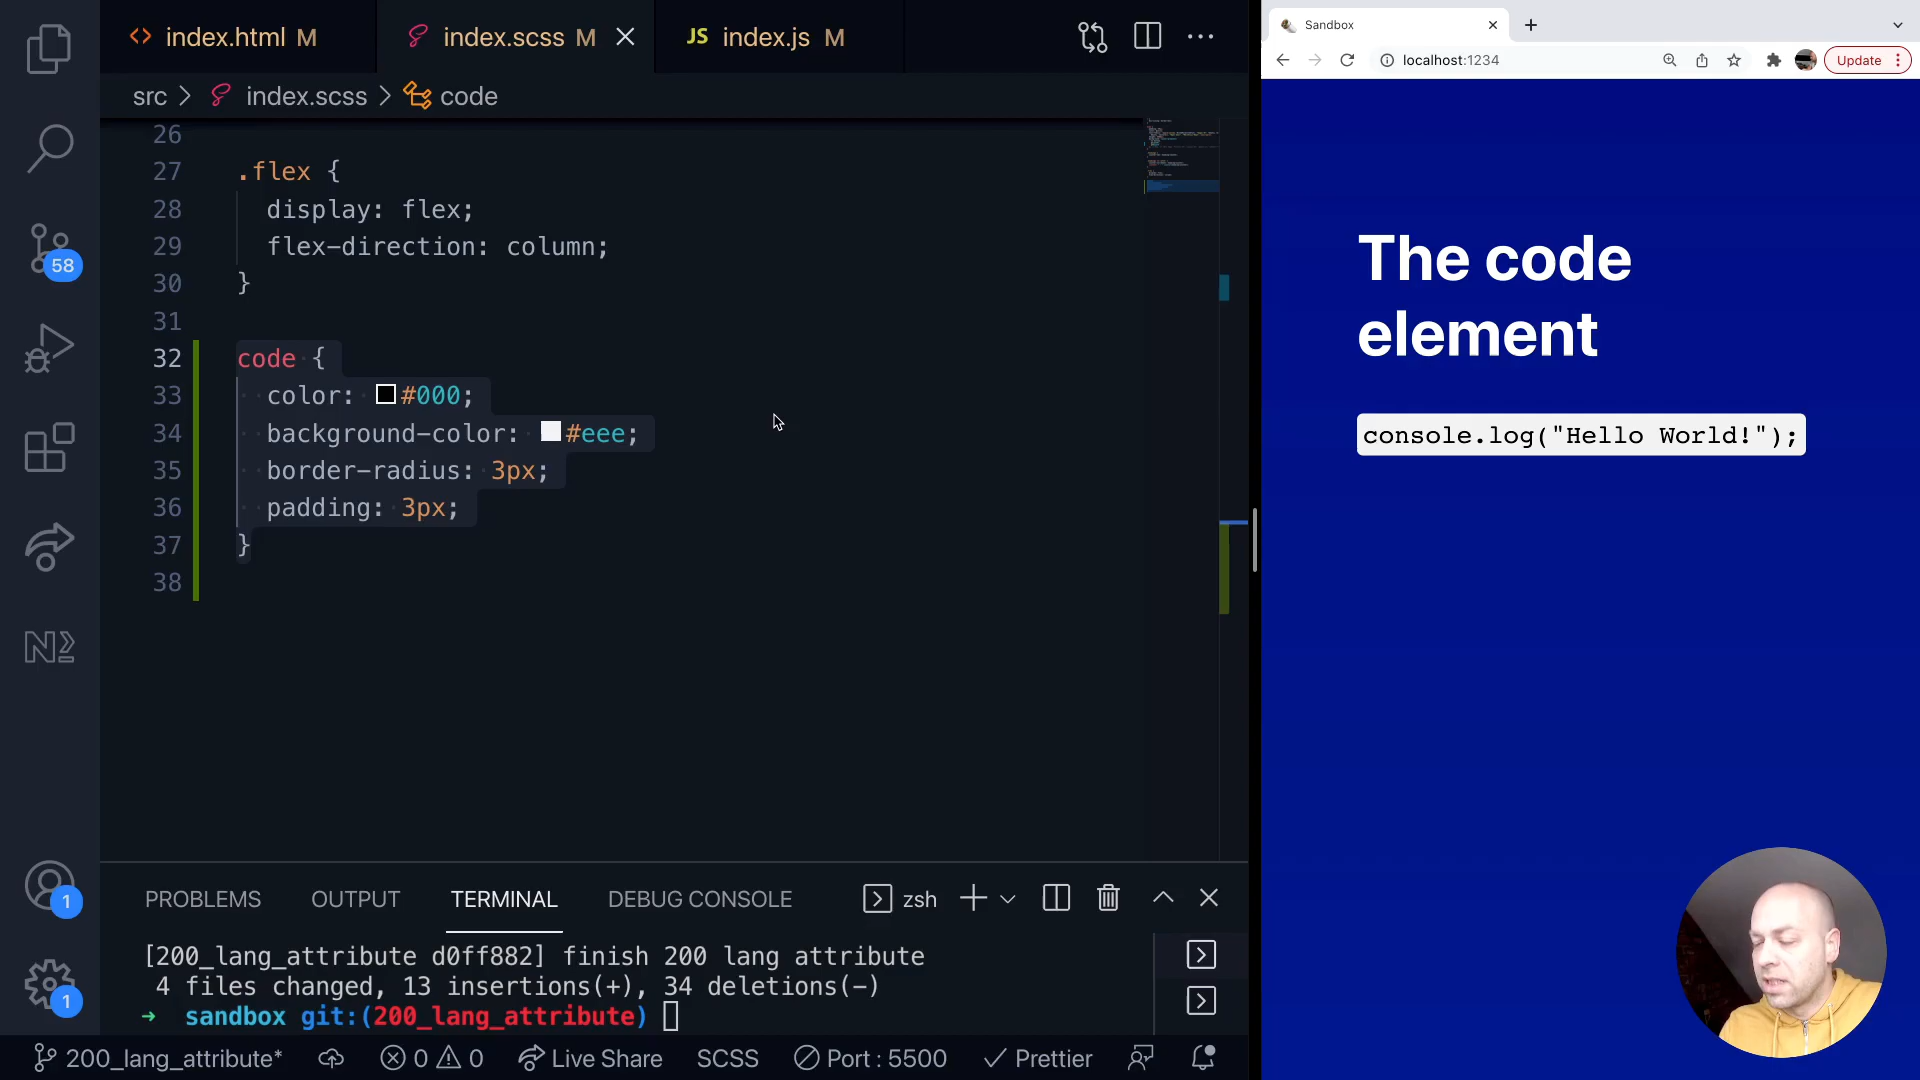 index.html M
index.scss M
JS index.js M
src > index.scss > code
26
27 .flex {
28 display: flex;
29 flex-direction: column;
30 }
31
32 code {
33 color: #000;
34 background-color: #eee;
35 border-radius: 3px;
36 padding: 3px;
37 }
38
58
1
1
PROBLEMS OUTPUT TERMINAL DEBUG CONSOLE zsh
[200_lang_attribute d0ff882] finish 200 lang attribute
4 files changed, 13 insertions(+), 34 deletions(-)
→ sandbox git:(200_lang_attribute)
200_lang_attribute* 0 0 Live Share SCSS Port : 5500 Prettier
Sandbox
localhost:1234
Update
The code
element
console.log("Hello World!");